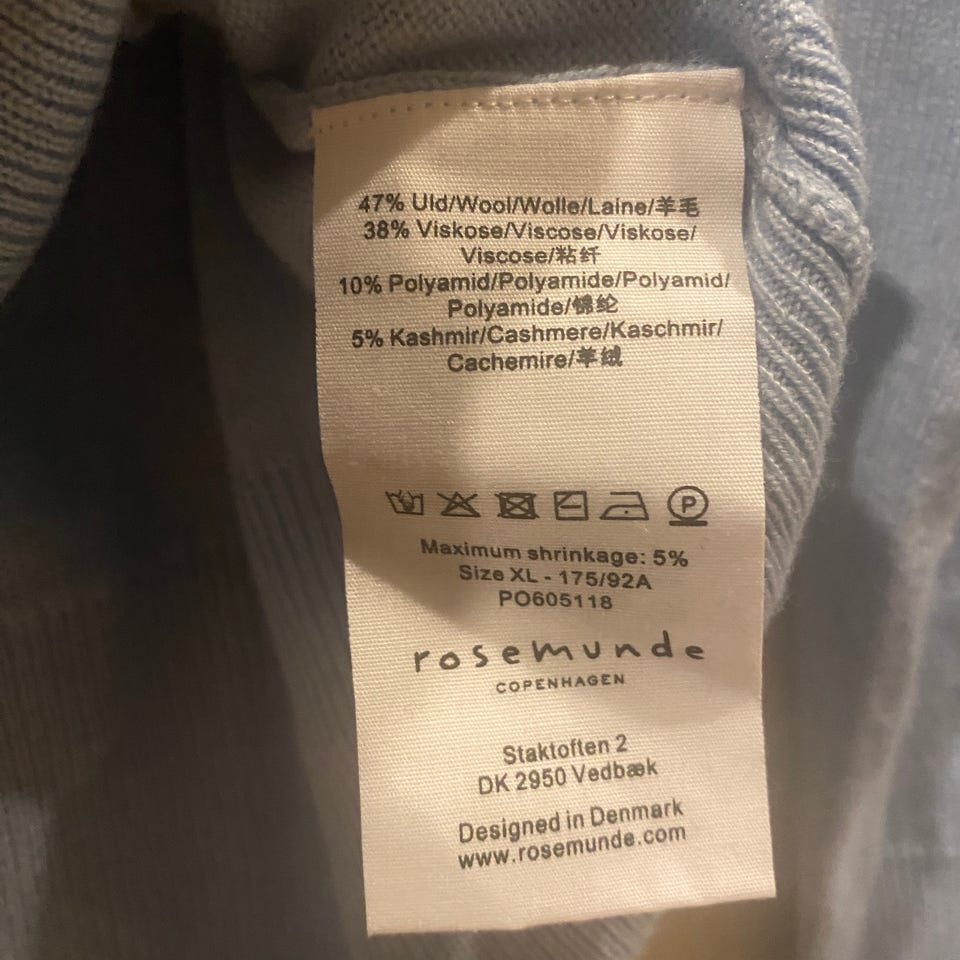 47% Uld/Wool/Wolle/Laine/羊毛
38% Viskose/Viscose/Viskose/
Viscose/粘纤
10% Polyamid/Polyamide/Polyamid/
Polyamide/锦纶
5% Kashmir/Cashmere/Kaschmir/
Cachemire/羊绒
P
Maximum shrinkage: 5%
Size XL - 175/92A
PO605118
rosemunde
COPENHAGEN
Staktoften 2
DK 2950 Vedbæk
Designed in Denmark
www.rosemunde.com